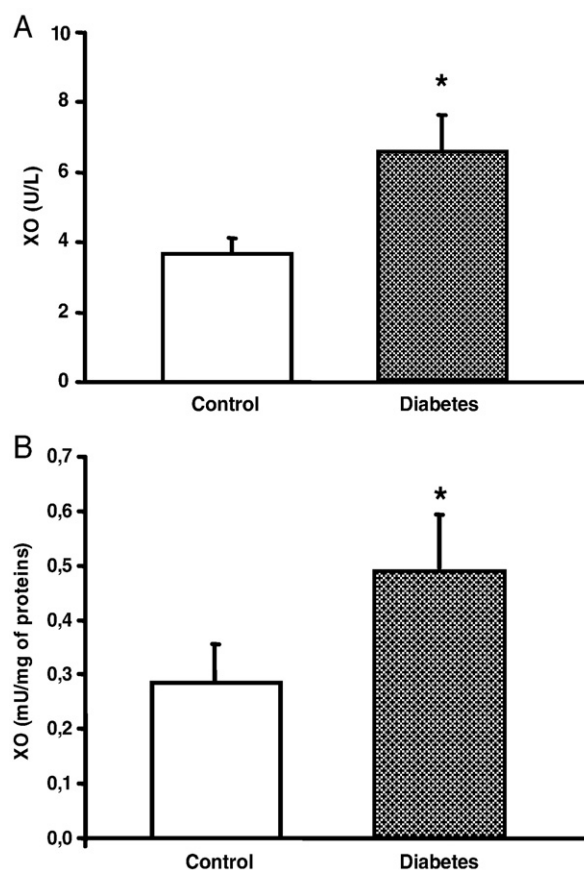 A
10
8
6
4
2
0
XO (U/L)
*
Control Diabetes
B
0,7
0,6
0,5
0,4
0,3
0,2
0,1
0,0
XO (mU/mg of proteins)
*
Control Diabetes